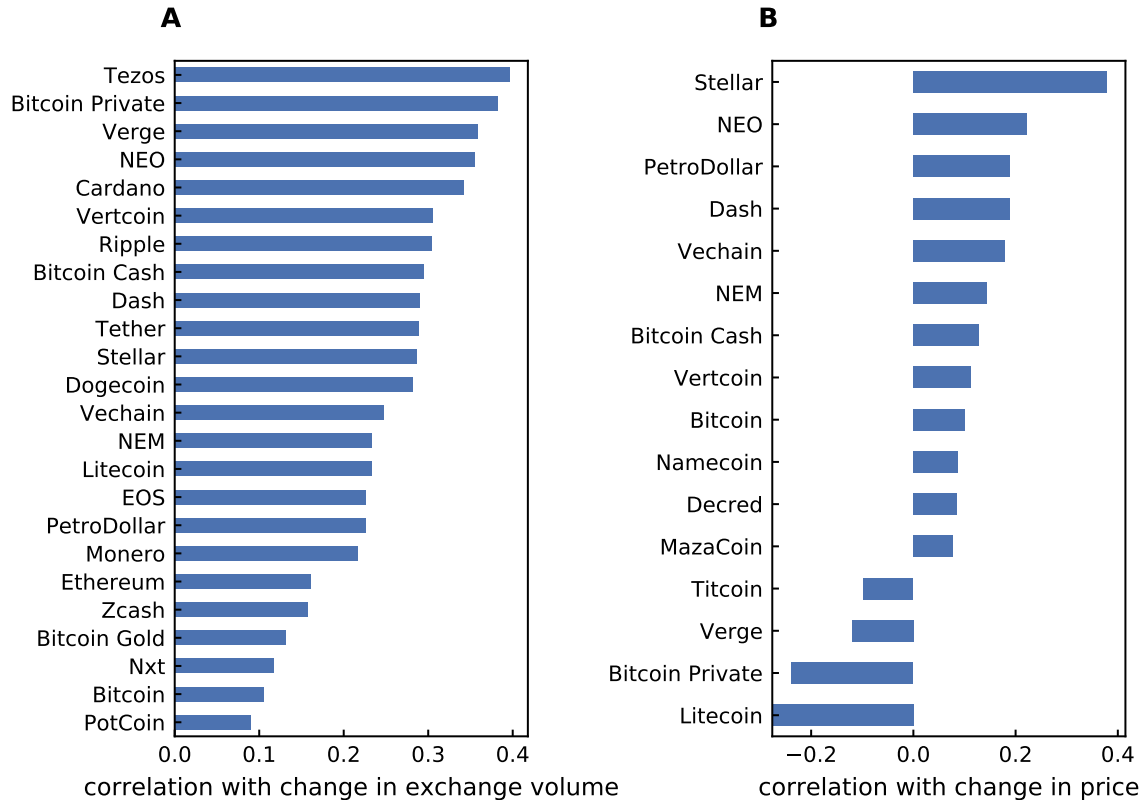 A
Tezos
Bitcoin Private
Verge
NEO
Cardano
Vertcoin
Ripple
Bitcoin Cash
Dash
Tether
Stellar
Dogecoin
Vechain
NEM
Litecoin
EOS
PetroDollar
Monero
Ethereum
Zcash
Bitcoin Gold
Nxt
Bitcoin
PotCoin
0.0 0.1 0.2 0.3 0.4
correlation with change in exchange volume
B
Stellar
NEO
PetroDollar
Dash
Vechain
NEM
Bitcoin Cash
Vertcoin
Bitcoin
Namecoin
Decred
MazaCoin
Titcoin
Verge
Bitcoin Private
Litecoin
−0.2 0.0 0.2 0.4
correlation with change in price